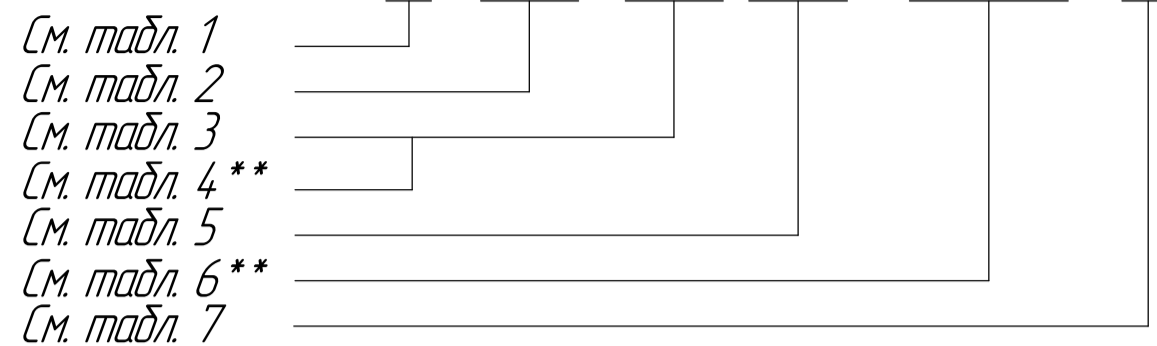 См. табл. 1
См. табл. 2
См. табл. 3
См. табл. 4**
См. табл. 5
См. табл. 6**
См. табл. 7